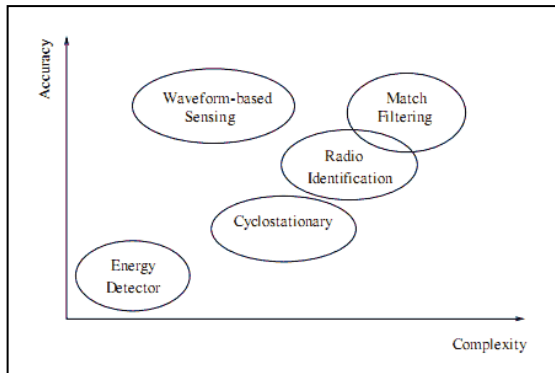 Accuracy
Waveform-based
Sensing
Match
Filtering
Radio
Identification
Cyclostationary
Energy
Detector
Complexity